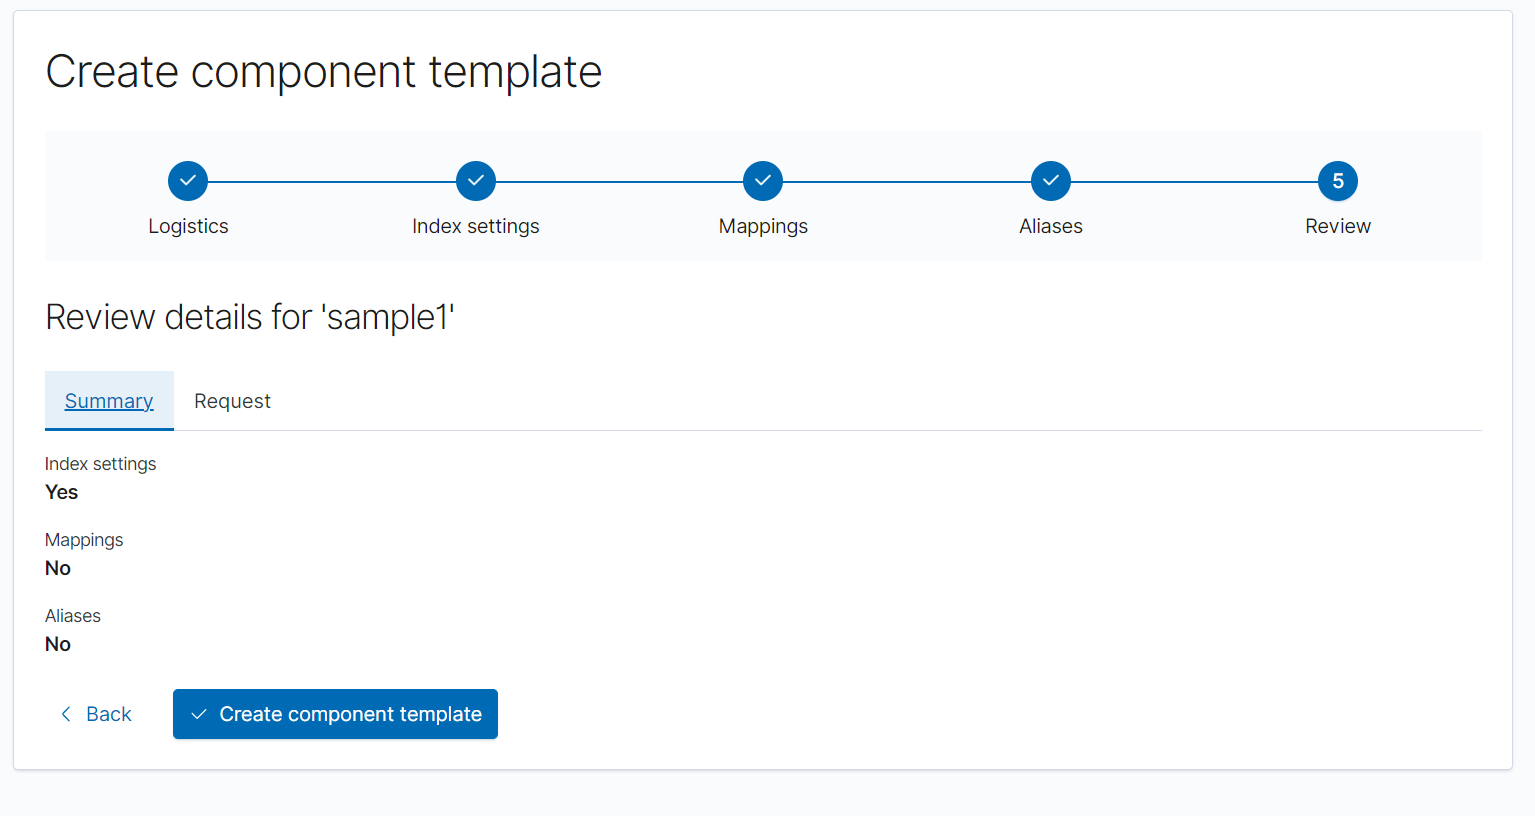 Create component template
5
Logistics
Index settings
Mappings
Aliases
Review
Review details for 'sample1'
Summary
Request
Index settings
Yes
Mappings
No
Aliases
No
Back
Create component template